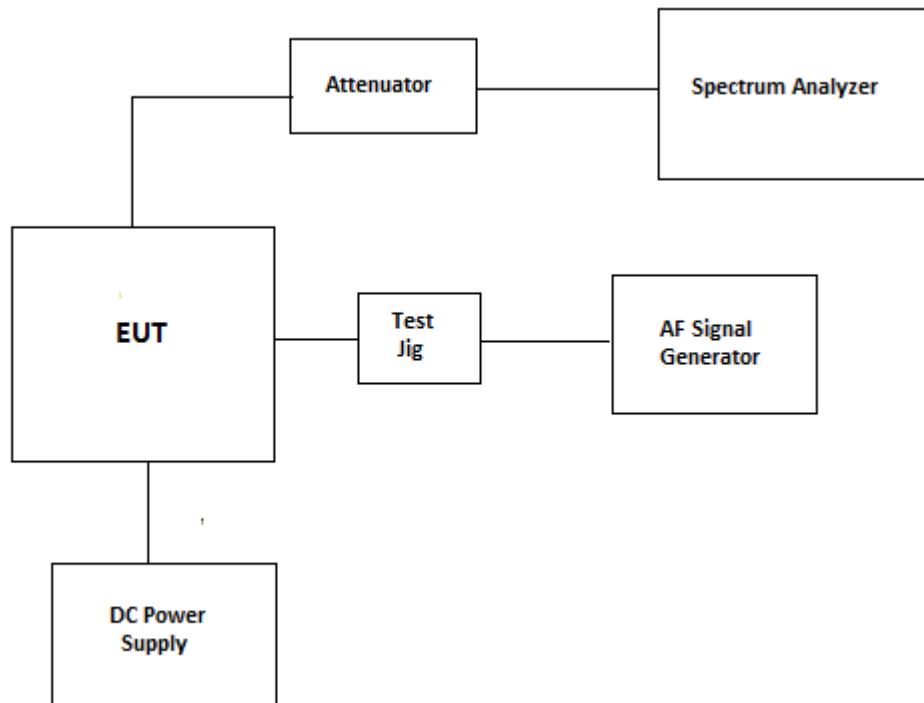 Attenuator
Spectrum Analyzer
EUT
Test
Jig
AF Signal
Generator
DC Power
Supply